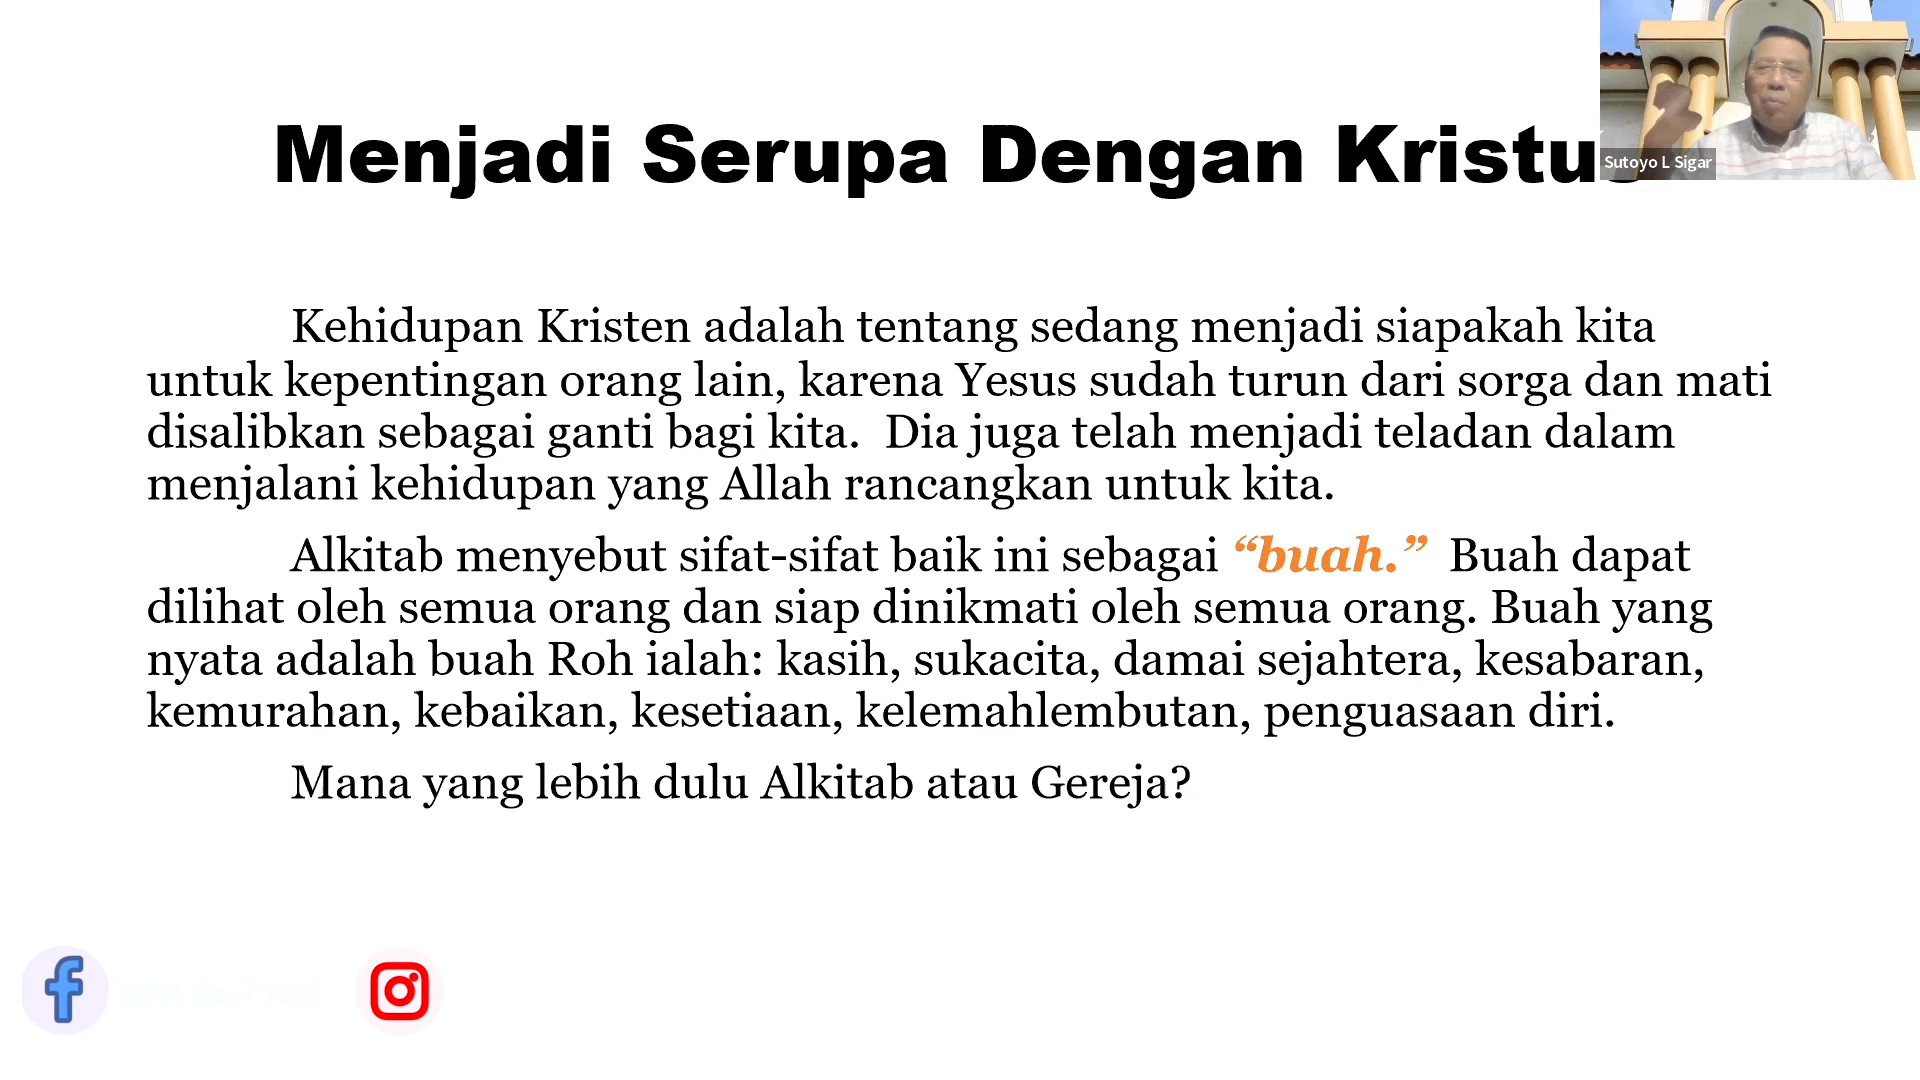 Menjadi Serupa Dengan Kristus
Sutoyo L Sigar
Kehidupan Kristen adalah tentang sedang menjadi siapakah kita
untuk kepentingan orang lain, karena Yesus sudah turun dari sorga dan mati
disalibkan sebagai ganti bagi kita.  Dia juga telah menjadi teladan dalam
menjalani kehidupan yang Allah rancangkan untuk kita.
Alkitab menyebut sifat-sifat baik ini sebagai “buah.”  Buah dapat
dilihat oleh semua orang dan siap dinikmati oleh semua orang. Buah yang
nyata adalah buah Roh ialah: kasih, sukacita, damai sejahtera, kesabaran,
kemurahan, kebaikan, kesetiaan, kelemahlembutan, penguasaan diri.
Mana yang lebih dulu Alkitab atau Gereja?